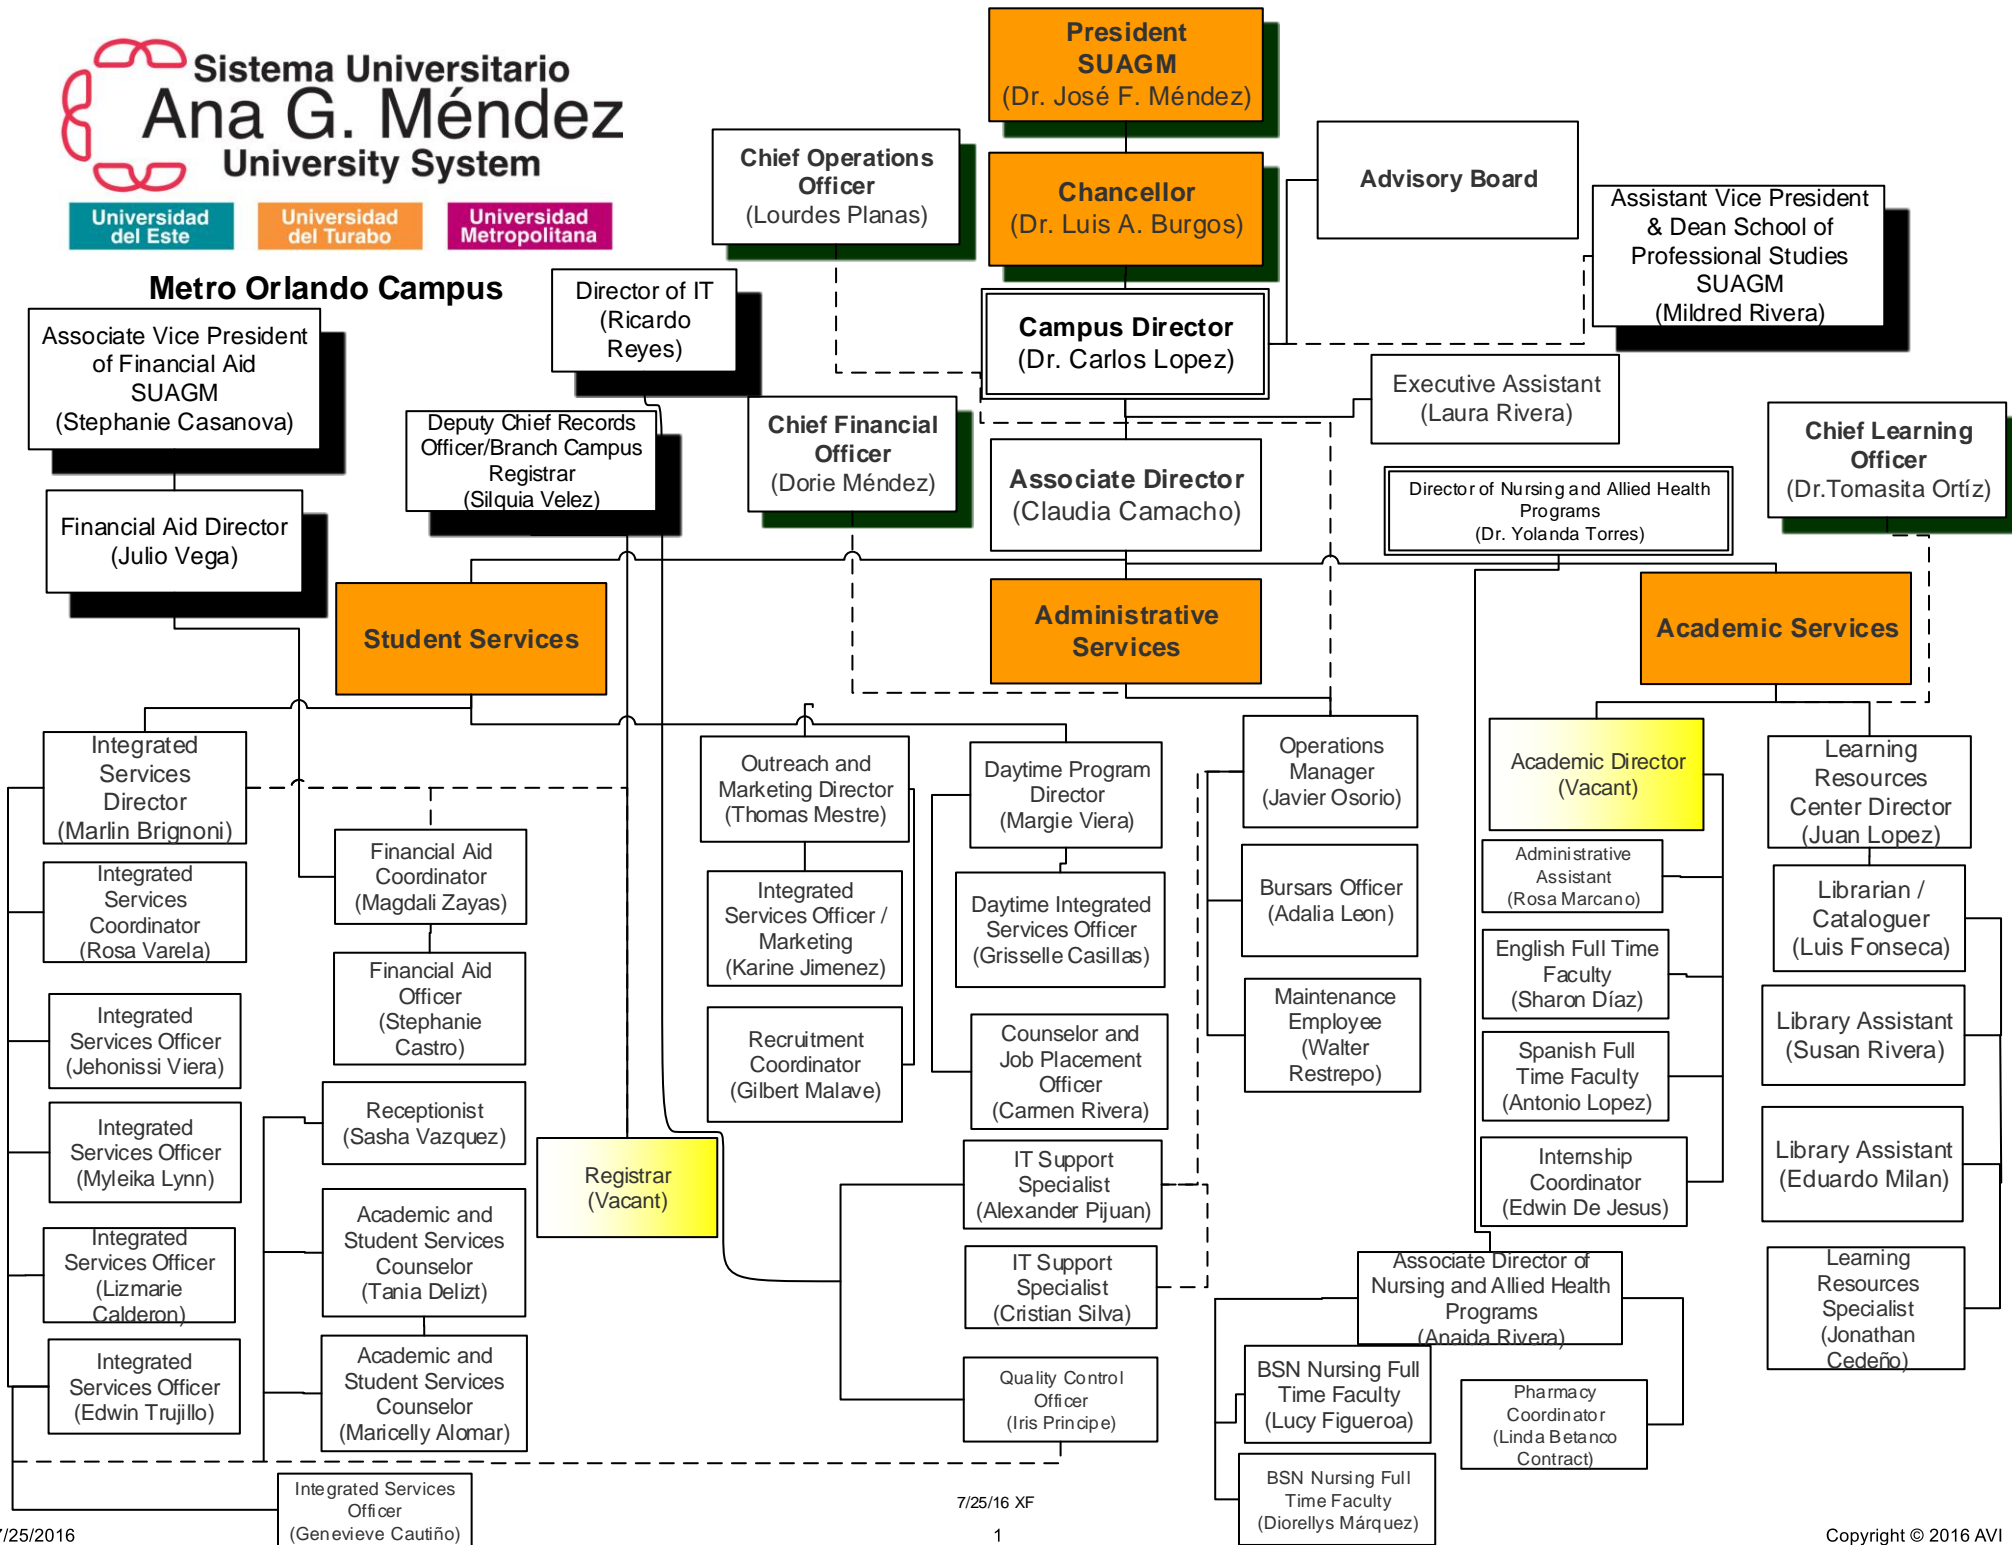 Sistema Universitario
Ana G. Méndez
University System
Universidad
del Este
Universidad
del Turabo
Universidad
Metropolitana
Metro Orlando Campus
President
SUAGM
(Dr. José F. Méndez)
Chief Operations
Officer
(Lourdes Planas)
Chancellor
(Dr. Luis A. Burgos)
Advisory Board
Assistant Vice President
& Dean School of
Professional Studies
SUAGM
(Mildred Rivera)
Director of IT
(Ricardo
Reyes)
Campus Director
(Dr. Carlos Lopez)
Associate Vice President
of Financial Aid
SUAGM
(Stephanie Casanova)
Executive Assistant
(Laura Rivera)
Deputy Chief Records
Officer/Branch Campus
Registrar
(Silquia Velez)
Chief Financial
Officer
(Dorie Méndez)
Associate Director
(Claudia Camacho)
Director of Nursing and Allied Health
Programs
(Dr. Yolanda Torres)
Chief Learning
Officer
(Dr.Tomasita Ortíz)
Financial Aid Director
(Julio Vega)
Student Services
Administrative
Services
Academic Services
Integrated
Services
Director
(Marlin Brignoni)
Integrated
Services
Coordinator
(Rosa Varela)
Integrated
Services Officer
(Jehonissi Viera)
Integrated
Services Officer
(Myleika Lynn)
Integrated
Services Officer
(Lizmarie
Calderon)
Integrated
Services Officer
(Edwin Trujillo)
Integrated Services
Officer
(Genevieve Cautiño)
Financial Aid
Coordinator
(Magdali Zayas)
Financial Aid
Officer
(Stephanie
Castro)
Receptionist
(Sasha Vazquez)
Academic and
Student Services
Counselor
(Tania Delizt)
Academic and
Student Services
Counselor
(Maricelly Alomar)
Registrar
(Vacant)
Outreach and
Marketing Director
(Thomas Mestre)
Integrated
Services Officer /
Marketing
(Karine Jimenez)
Recruitment
Coordinator
(Gilbert Malave)
Daytime Program
Director
(Margie Viera)
Daytime Integrated
Services Officer
(Grisselle Casillas)
Counselor and
Job Placement
Officer
(Carmen Rivera)
IT Support
Specialist
(Alexander Pijuan)
IT Support
Specialist
(Cristian Silva)
Quality Control
Officer
(Iris Principe)
Operations
Manager
(Javier Osorio)
Bursars Officer
(Adalia Leon)
Maintenance
Employee
(Walter
Restrepo)
Academic Director
(Vacant)
Administrative
Assistant
(Rosa Marcano)
English Full Time
Faculty
(Sharon Díaz)
Spanish Full
Time Faculty
(Antonio Lopez)
Internship
Coordinator
(Edwin De Jesus)
Associate Director of
Nursing and Allied Health
Programs
(Anaida Rivera)
BSN Nursing Full
Time Faculty
(Lucy Figueroa)
BSN Nursing Full
Time Faculty
(Diorellys Márquez)
Pharmacy
Coordinator
(Linda Betanco
Contract)
Learning
Resources
Center Director
(Juan Lopez)
Librarian /
Cataloguer
(Luis Fonseca)
Library Assistant
(Susan Rivera)
Library Assistant
(Eduardo Milan)
Learning
Resources
Specialist
(Jonathan
Cedeño)
7/25/2016
7/25/16 XF
1
Copyright © 2016 AVI